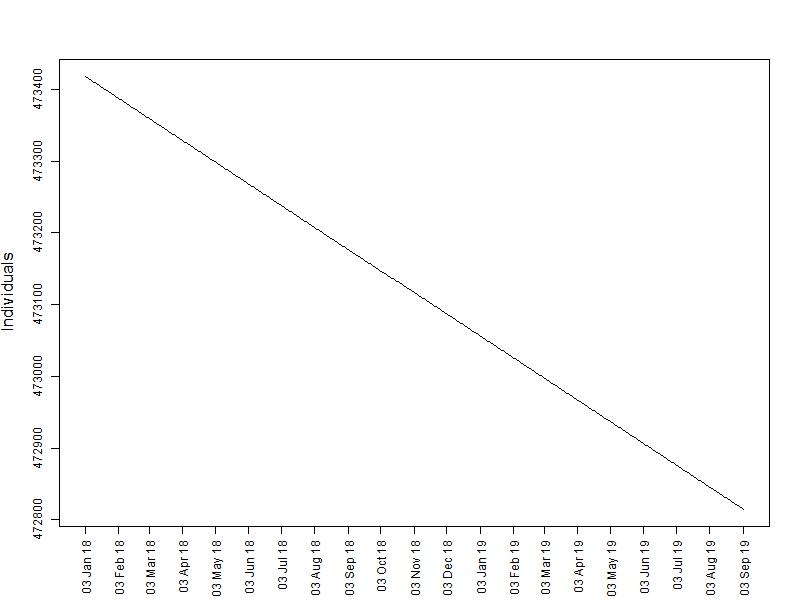 Individuals
473400
473300
473200
473100
473000
472900
472800
03 Jan 18
03 Feb 18
03 Mar 18
03 Apr 18
03 May 18
03 Jun 18
03 Jul 18
03 Aug 18
03 Sep 18
03 Oct 18
03 Nov 18
03 Dec 18
03 Jan 19
03 Feb 19
03 Mar 19
03 Apr 19
03 May 19
03 Jun 19
03 Jul 19
03 Aug 19
03 Sep 19